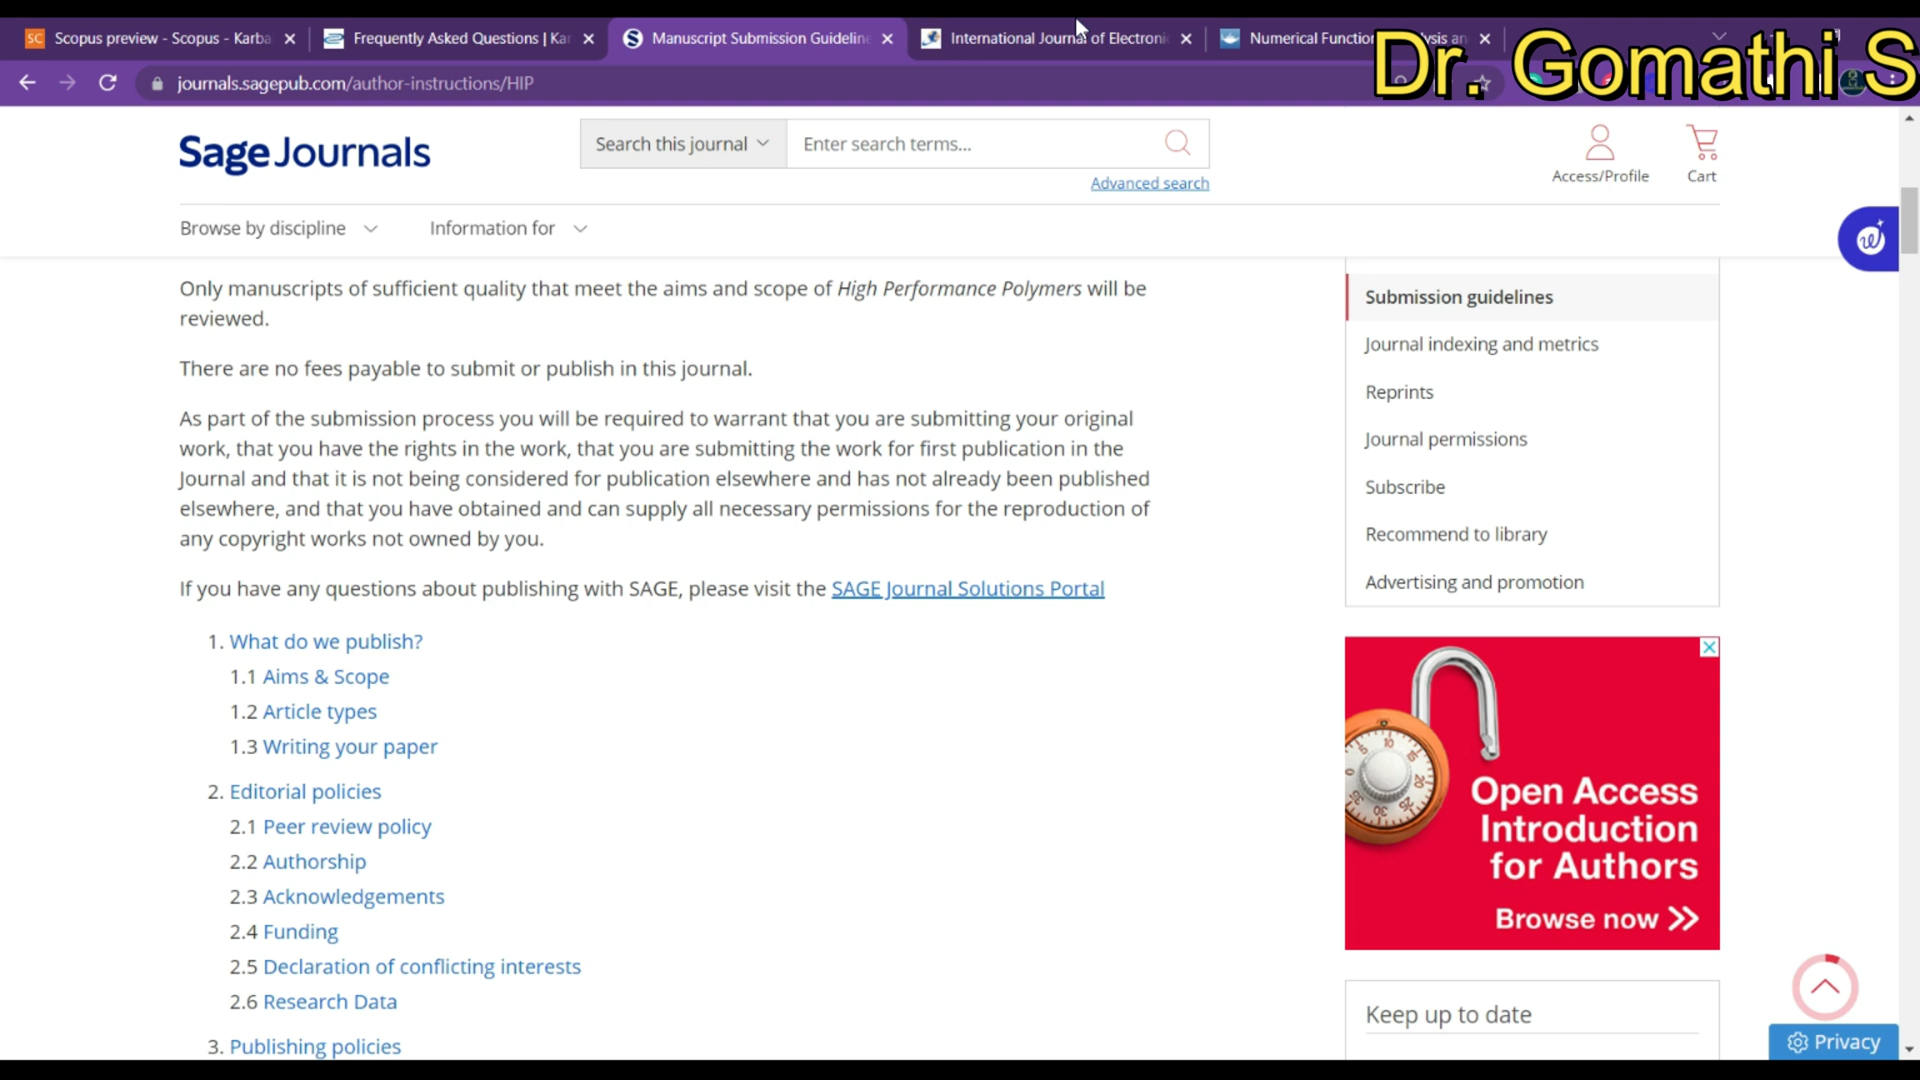 SC Scopus preview - Scopus - Karba
Frequently Asked Questions | Kar
Manuscript Submission Guideline
International Journal of Electronic
Numerical Function
Dr. Gomathi S
journals.sagepub.com/author-instructions/HIP
Sage Journals
Search this journal
Enter search terms...
Advanced search
Access/Profile
Cart
Browse by discipline
Information for
Only manuscripts of sufficient quality that meet the aims and scope of High Performance Polymers will be
reviewed.
There are no fees payable to submit or publish in this journal.
As part of the submission process you will be required to warrant that you are submitting your original
work, that you have the rights in the work, that you are submitting the work for first publication in the
Journal and that it is not being considered for publication elsewhere and has not already been published
elsewhere, and that you have obtained and can supply all necessary permissions for the reproduction of
any copyright works not owned by you.
If you have any questions about publishing with SAGE, please visit the SAGE Journal Solutions Portal
1. What do we publish?
1.1 Aims & Scope
1.2 Article types
1.3 Writing your paper
2. Editorial policies
2.1 Peer review policy
2.2 Authorship
2.3 Acknowledgements
2.4 Funding
2.5 Declaration of conflicting interests
2.6 Research Data
3. Publishing policies
Submission guidelines
Journal indexing and metrics
Reprints
Journal permissions
Subscribe
Recommend to library
Advertising and promotion
Open Access
Introduction
for Authors
Browse now
Keep up to date
Privacy